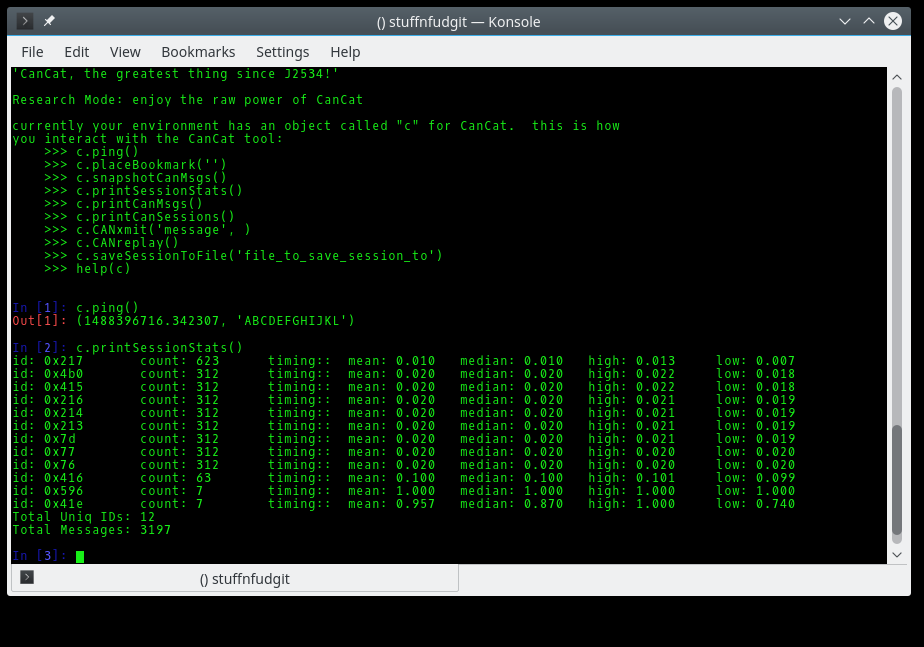 () stuffnfudgit — Konsole
File Edit View Bookmarks Settings Help
'CanCat, the greatest thing since J2534!'
Research Mode: enjoy the raw power of CanCat
currently your environment has an object called "c" for CanCat.  this is how
you interact with the CanCat tool:
    >>> c.ping()
    >>> c.placeBookmark('')
    >>> c.snapshotCanMsgs()
    >>> c.printSessionStats()
    >>> c.printCanMsgs()
    >>> c.printCanSessions()
    >>> c.CANxmit('message', )
    >>> c.CANreplay()
    >>> c.saveSessionToFile('file_to_save_session_to')
    >>> help(c)
In [1]: c.ping()
Out[1]: (1488396716.342307, 'ABCDEFGHIJKL')
In [2]: c.printSessionStats()
id: 0x217       count: 623      timing::  mean: 0.010   median: 0.010   high: 0.013     low: 0.007
id: 0x4b0       count: 312      timing::  mean: 0.020   median: 0.020   high: 0.022     low: 0.018
id: 0x415       count: 312      timing::  mean: 0.020   median: 0.020   high: 0.022     low: 0.018
id: 0x216       count: 312      timing::  mean: 0.020   median: 0.020   high: 0.021     low: 0.019
id: 0x214       count: 312      timing::  mean: 0.020   median: 0.020   high: 0.021     low: 0.019
id: 0x213       count: 312      timing::  mean: 0.020   median: 0.020   high: 0.021     low: 0.019
id: 0x7d        count: 312      timing::  mean: 0.020   median: 0.020   high: 0.021     low: 0.019
id: 0x77        count: 312      timing::  mean: 0.020   median: 0.020   high: 0.020     low: 0.020
id: 0x76        count: 312      timing::  mean: 0.020   median: 0.020   high: 0.020     low: 0.020
id: 0x416       count: 63       timing::  mean: 0.100   median: 0.100   high: 0.101     low: 0.099
id: 0x596       count: 7        timing::  mean: 1.000   median: 1.000   high: 1.000     low: 1.000
id: 0x41e       count: 7        timing::  mean: 0.957   median: 0.870   high: 1.000     low: 0.740
Total Uniq IDs: 12
Total Messages: 3197
In [3]:
() stuffnfudgit